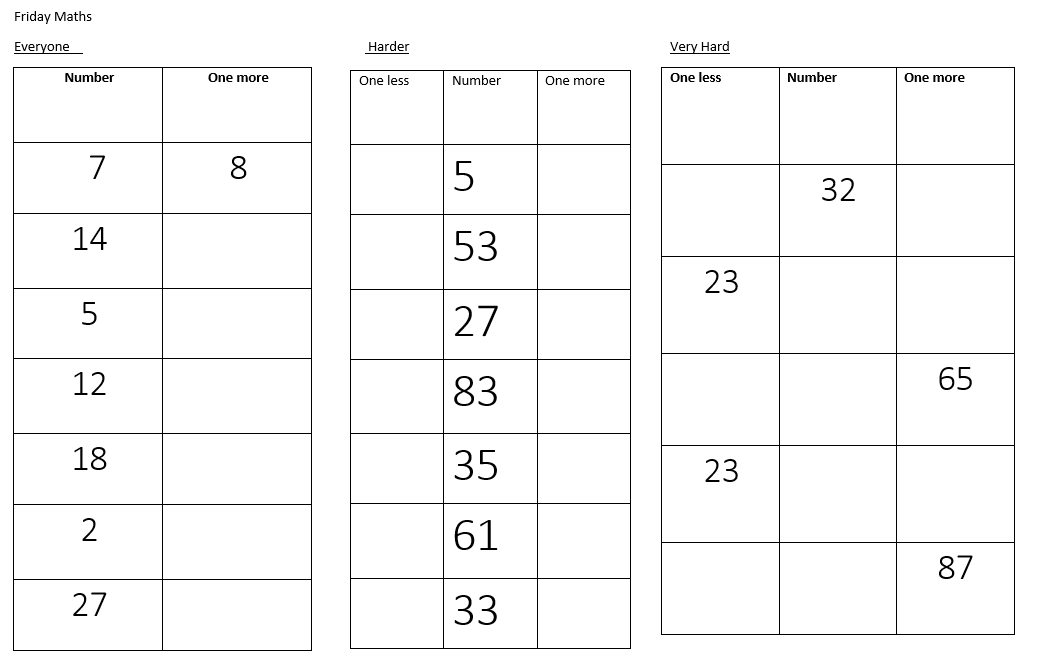 Friday Maths
Everyone
Number One more
7 8
14
5
12
18
2
27
Harder
One less Number One more
5
53
27
83
35
61
33
Very Hard
One less Number One more
32
23
65
23
87